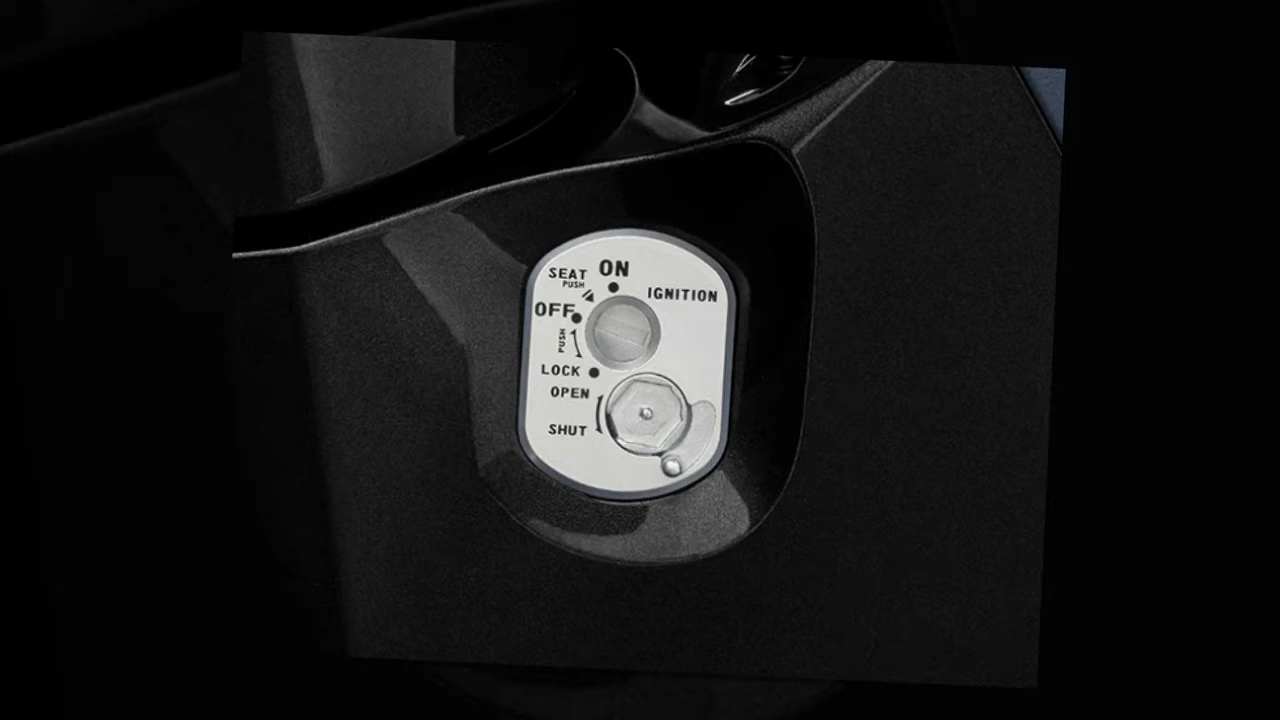 ON
SEAT
PUSH
IGNITION
OFF
PUSH
LOCK
OPEN
SHUT